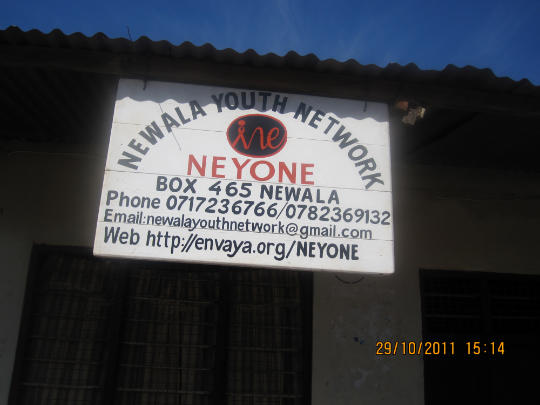 NEWALA YOUTH NETWORK
ine
NEYONE
BOX 465 NEWALA
Phone 0717236766/0782369132
Email:newalayouthnetwork@gmail.com
Web http://envaya.org/NEYONE
29/10/2011 15:14